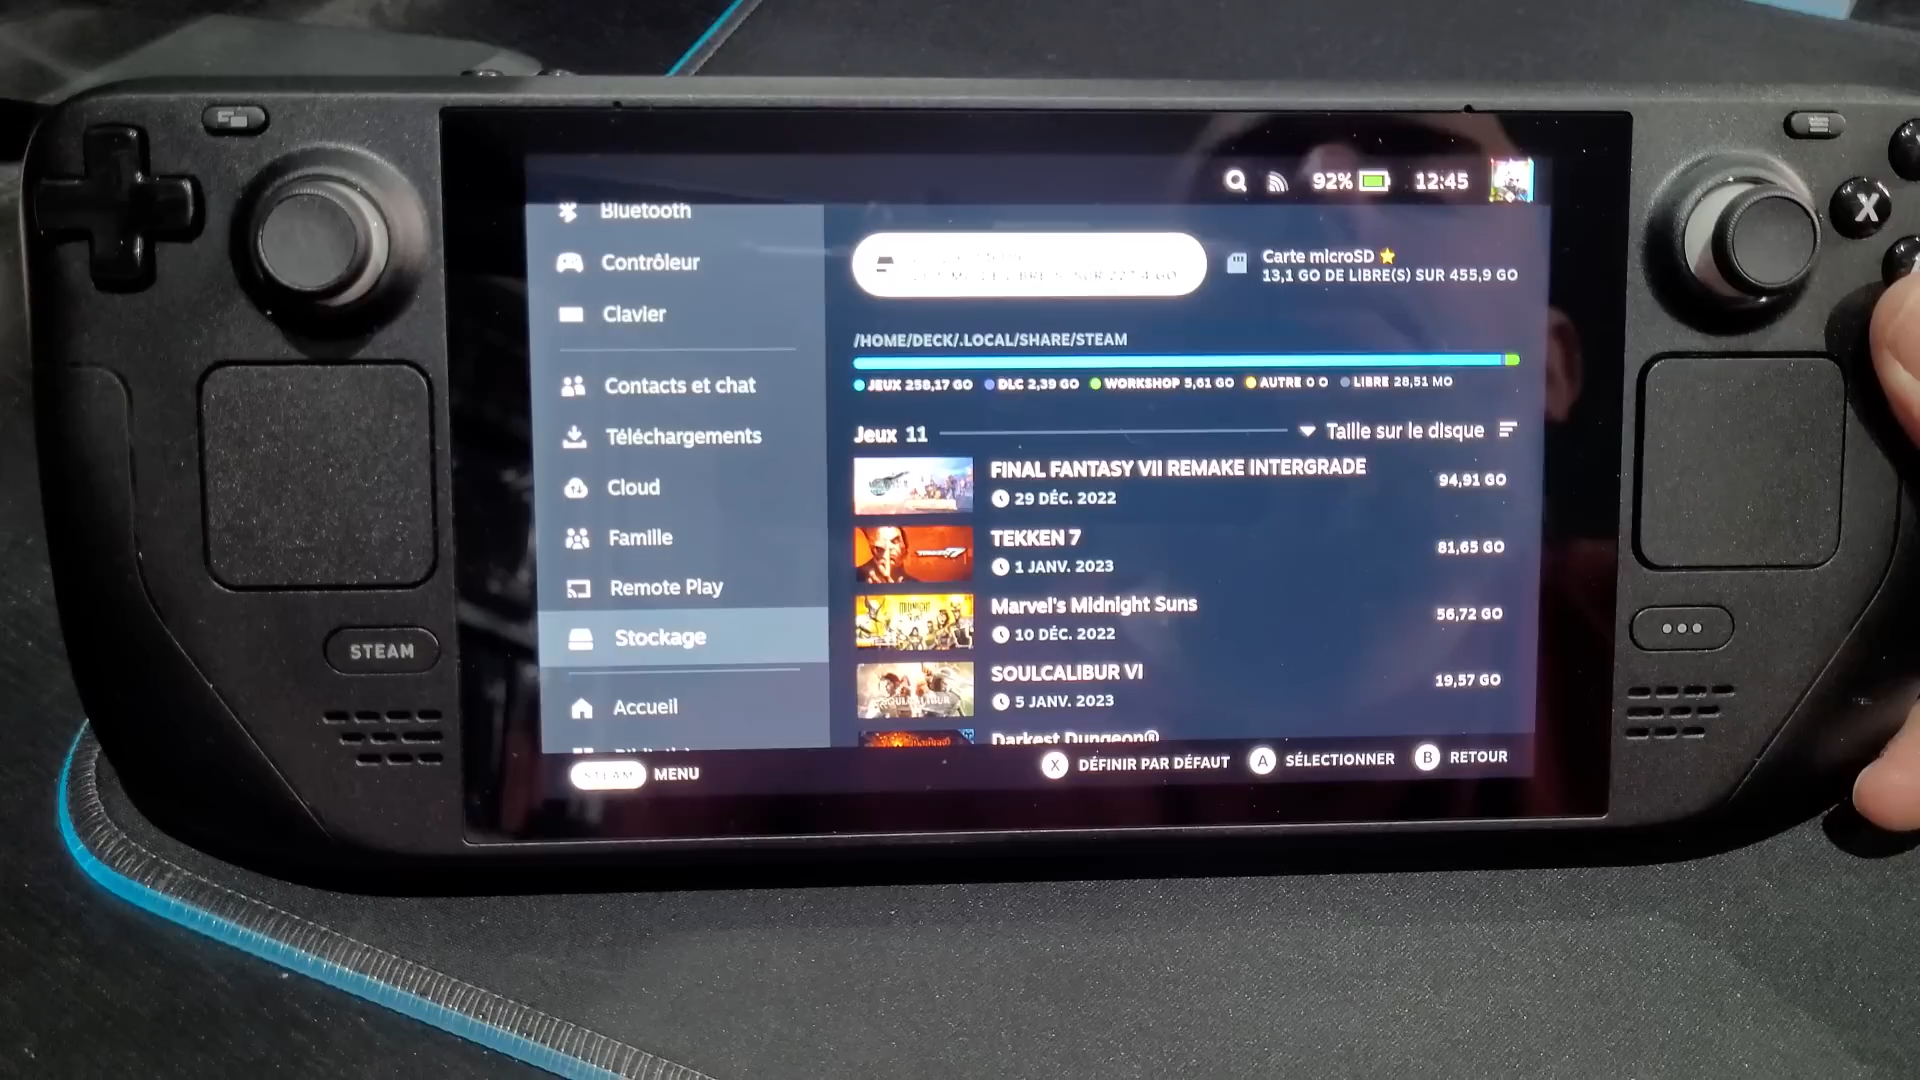 92% 12:45
Bluetooth
Contrôleur
Clavier
Contacts et chat
Téléchargements
Cloud
Famille
Remote Play
Stockage
Accueil
Carte microSD
13,1 GO DE LIBRE(S) SUR 455,9 GO
/HOME/DECK/.LOCAL/SHARE/STEAM
JEUX 259,17 GO DLC 2,39 GO WORKSHOP 5,61 GO AUTRE 0 O LIBRE 28,51 MO
Jeux 11 Taille sur le disque
FINAL FANTASY VII REMAKE INTERGRADE
29 DÉC. 2022
94,91 GO
TEKKEN 7
1 JANV. 2023
81,65 GO
Marvel's Midnight Suns
10 DÉC. 2022
56,72 GO
SOULCALIBUR VI
5 JANV. 2023
19,57 GO
Darkest Dungeon®
STEAM MENU
X DÉFINIR PAR DÉFAUT A SÉLECTIONNER B RETOUR
STEAM
X